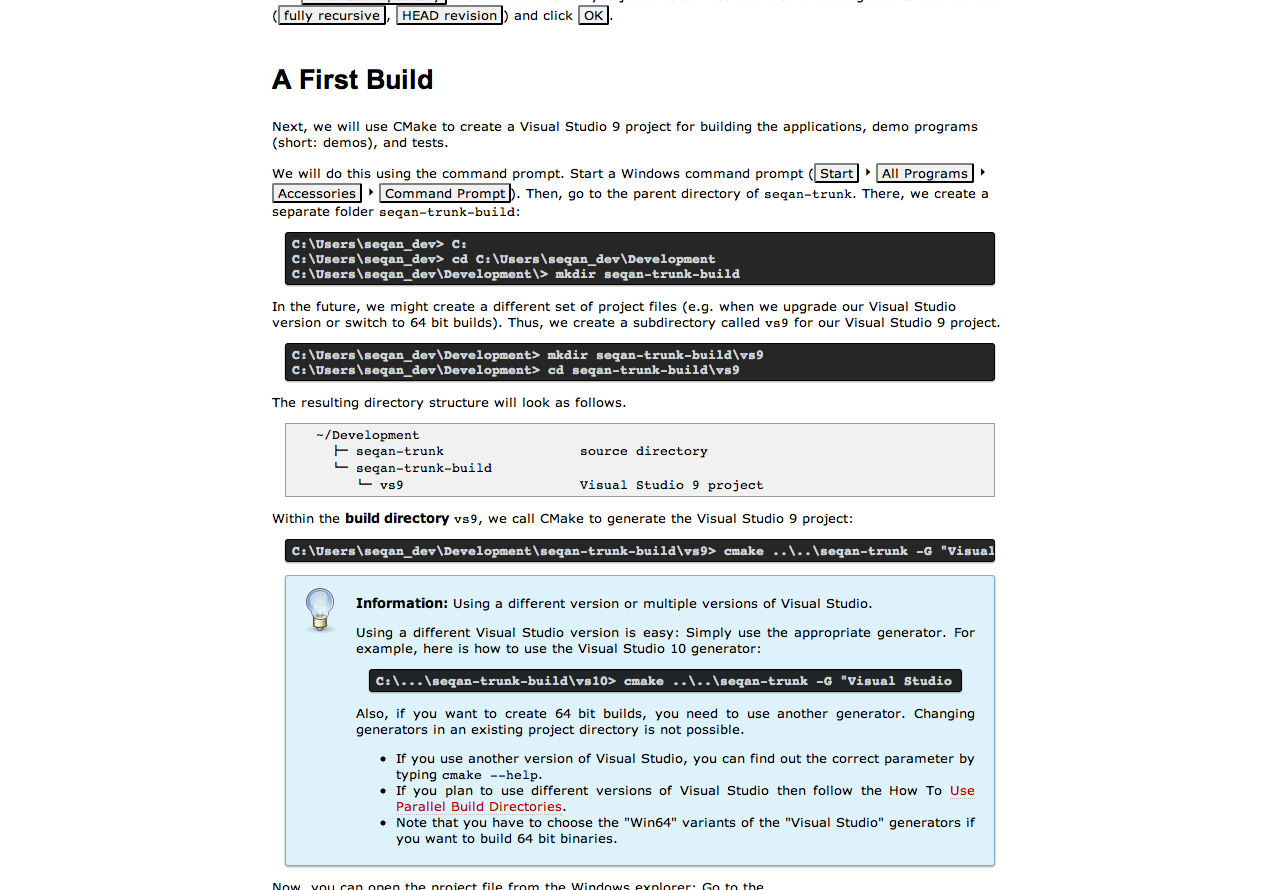 (fully recursive, HEAD revision) and click OK.
A First Build
Next, we will use CMake to create a Visual Studio 9 project for building the applications, demo programs
(short: demos), and tests.
We will do this using the command prompt. Start a Windows command prompt (Start ‣ All Programs ‣
Accessories ‣ Command Prompt). Then, go to the parent directory of seqan-trunk. There, we create a
separate folder seqan-trunk-build:
C:\Users\seqan_dev> C:
C:\Users\seqan_dev> cd C:\Users\seqan_dev\Development
C:\Users\seqan_dev\Development\> mkdir seqan-trunk-build
In the future, we might create a different set of project files (e.g. when we upgrade our Visual Studio
version or switch to 64 bit builds). Thus, we create a subdirectory called vs9 for our Visual Studio 9 project.
C:\Users\seqan_dev\Development> mkdir seqan-trunk-build\vs9
C:\Users\seqan_dev\Development> cd seqan-trunk-build\vs9
The resulting directory structure will look as follows.
~/Development
├─ seqan-trunk source directory
└─ seqan-trunk-build
└─ vs9 Visual Studio 9 project
Within the build directory vs9, we call CMake to generate the Visual Studio 9 project:
C:\Users\seqan_dev\Development\seqan-trunk-build\vs9> cmake ..\..\seqan-trunk -G "Visual
Information: Using a different version or multiple versions of Visual Studio.
Using a different Visual Studio version is easy: Simply use the appropriate generator. For
example, here is how to use the Visual Studio 10 generator:
C:\...\seqan-trunk-build\vs10> cmake ..\..\seqan-trunk -G "Visual Studio
Also, if you want to create 64 bit builds, you need to use another generator. Changing
generators in an existing project directory is not possible.
• If you use another version of Visual Studio, you can find out the correct parameter by
typing cmake --help.
• If you plan to use different versions of Visual Studio then follow the How To Use
Parallel Build Directories.
• Note that you have to choose the "Win64" variants of the "Visual Studio" generators if
you want to build 64 bit binaries.
Now, you can open the project file from the Windows explorer: Go to the